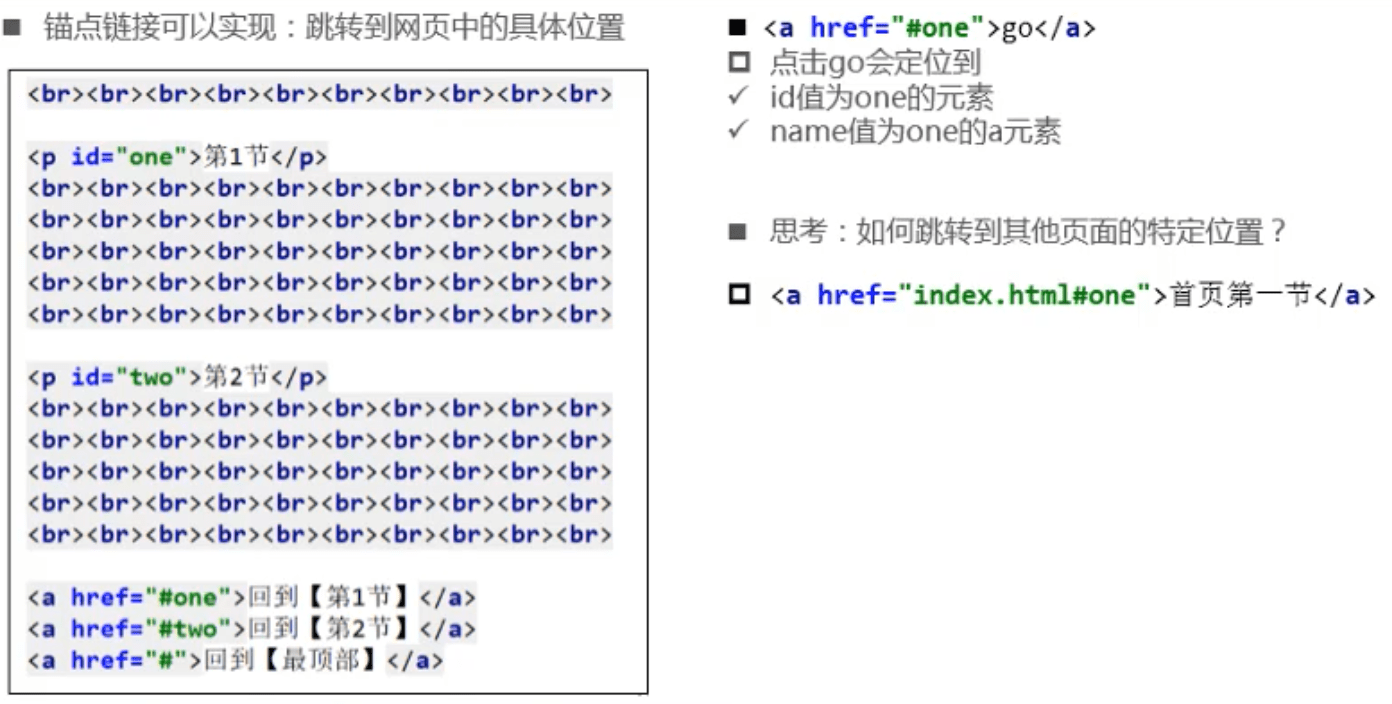 锚点链接可以实现：跳转到网页中的具体位置
<br><br><br><br><br><br><br><br><br><br>
<p id="one">第1节</p>
<br><br><br><br><br><br><br><br><br><br>
<br><br><br><br><br><br><br><br><br><br>
<br><br><br><br><br><br><br><br><br><br>
<br><br><br><br><br><br><br><br><br><br>
<br><br><br><br><br><br><br><br><br><br>
<p id="two">第2节</p>
<br><br><br><br><br><br><br><br><br><br>
<br><br><br><br><br><br><br><br><br><br>
<br><br><br><br><br><br><br><br><br><br>
<br><br><br><br><br><br><br><br><br><br>
<br><br><br><br><br><br><br><br><br><br>
<a href="#one">回到【第1节】</a>
<a href="#two">回到【第2节】</a>
<a href="#">回到【最顶部】</a>
<a href="#one">go</a>
点击go会定位到
id值为one的元素
name值为one的a元素
思考：如何跳转到其他页面的特定位置？
<a href="index.html#one">首页第一节</a>